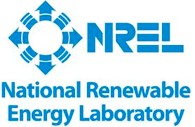 NREL
National Renewable
Energy Laboratory